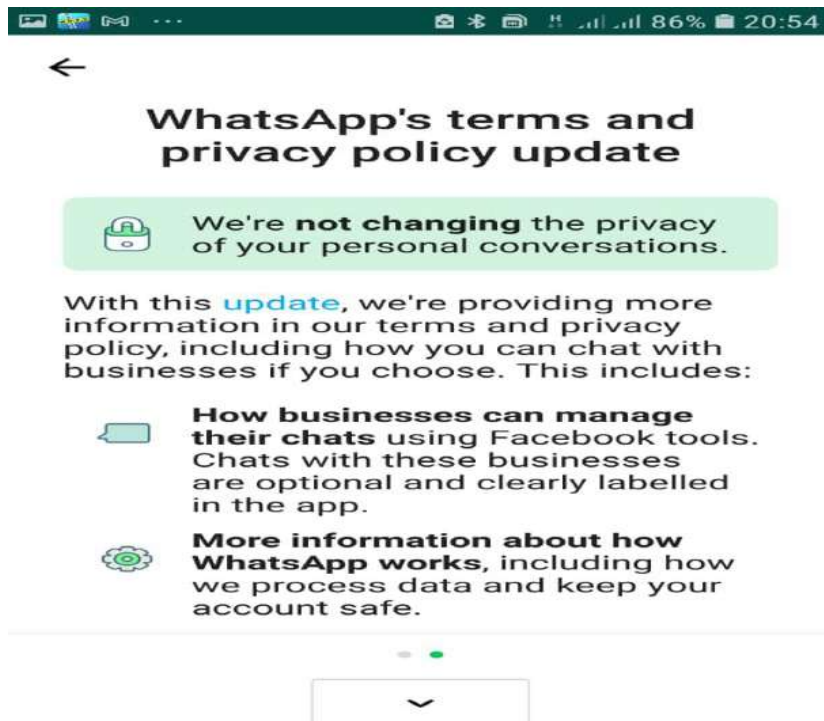 86% 20:54
WhatsApp's terms and
privacy policy update
We're not changing the privacy
of your personal conversations.
With this update, we're providing more
information in our terms and privacy
policy, including how you can chat with
businesses if you choose. This includes:
How businesses can manage
their chats using Facebook tools.
Chats with these businesses
are optional and clearly labelled
in the app.
More information about how
WhatsApp works, including how
we process data and keep your
account safe.